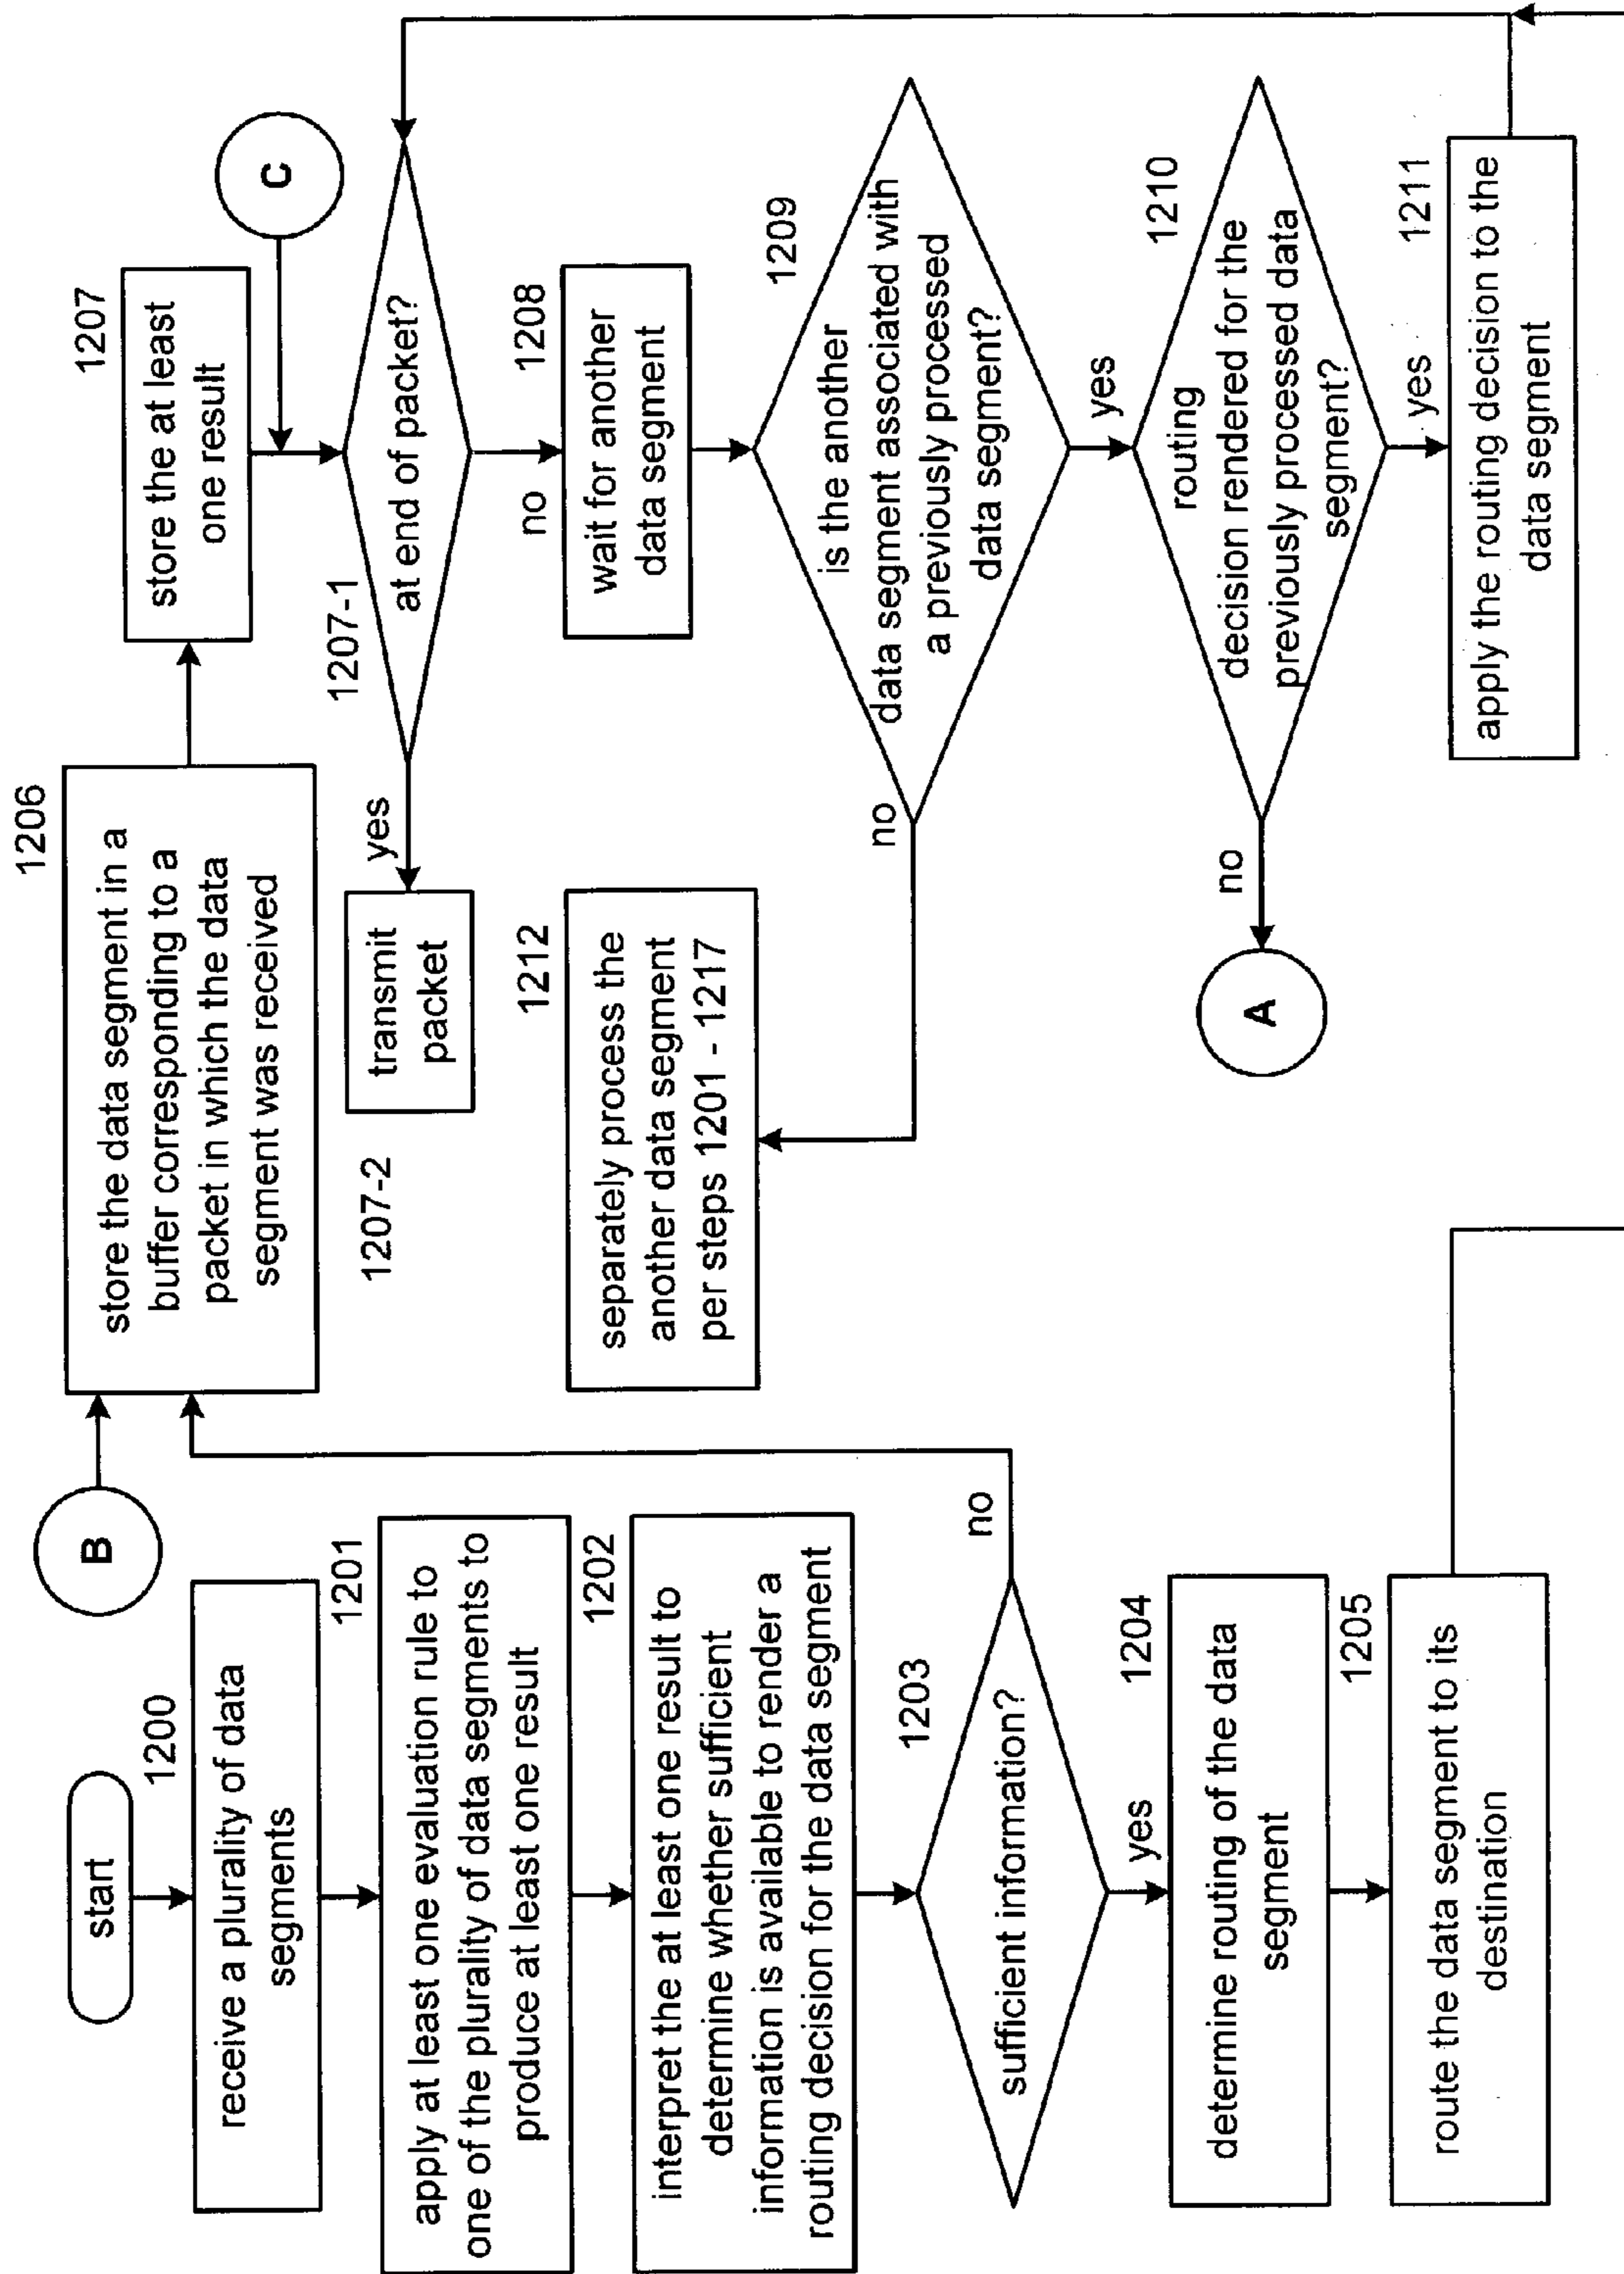 start
1200
receive a plurality of data
segments
1201
apply at least one evaluation rule to
one of the plurality of data segments to
produce at least one result
1202
interpret the at least one result to
determine whether sufficient
information is available to render a
routing decision for the data segment
1203
sufficient information?
no
yes
1204
determine routing of the data
segment
1205
route the data segment to its
destination
B
1206
store the data segment in a
buffer corresponding to a
packet in which the data
segment was received
1207
store the at least
one result
C
1207-1
at end of packet?
yes
1207-2
transmit
packet
no
1208
wait for another
data segment
1209
is the another
data segment associated with
a previously processed
data segment?
no
1212
separately process the
another data segment
per steps 1201 - 1217
yes
1210
routing
decision rendered for the
previously processed data
segment?
no
A
yes
1211
apply the routing decision to the
data segment